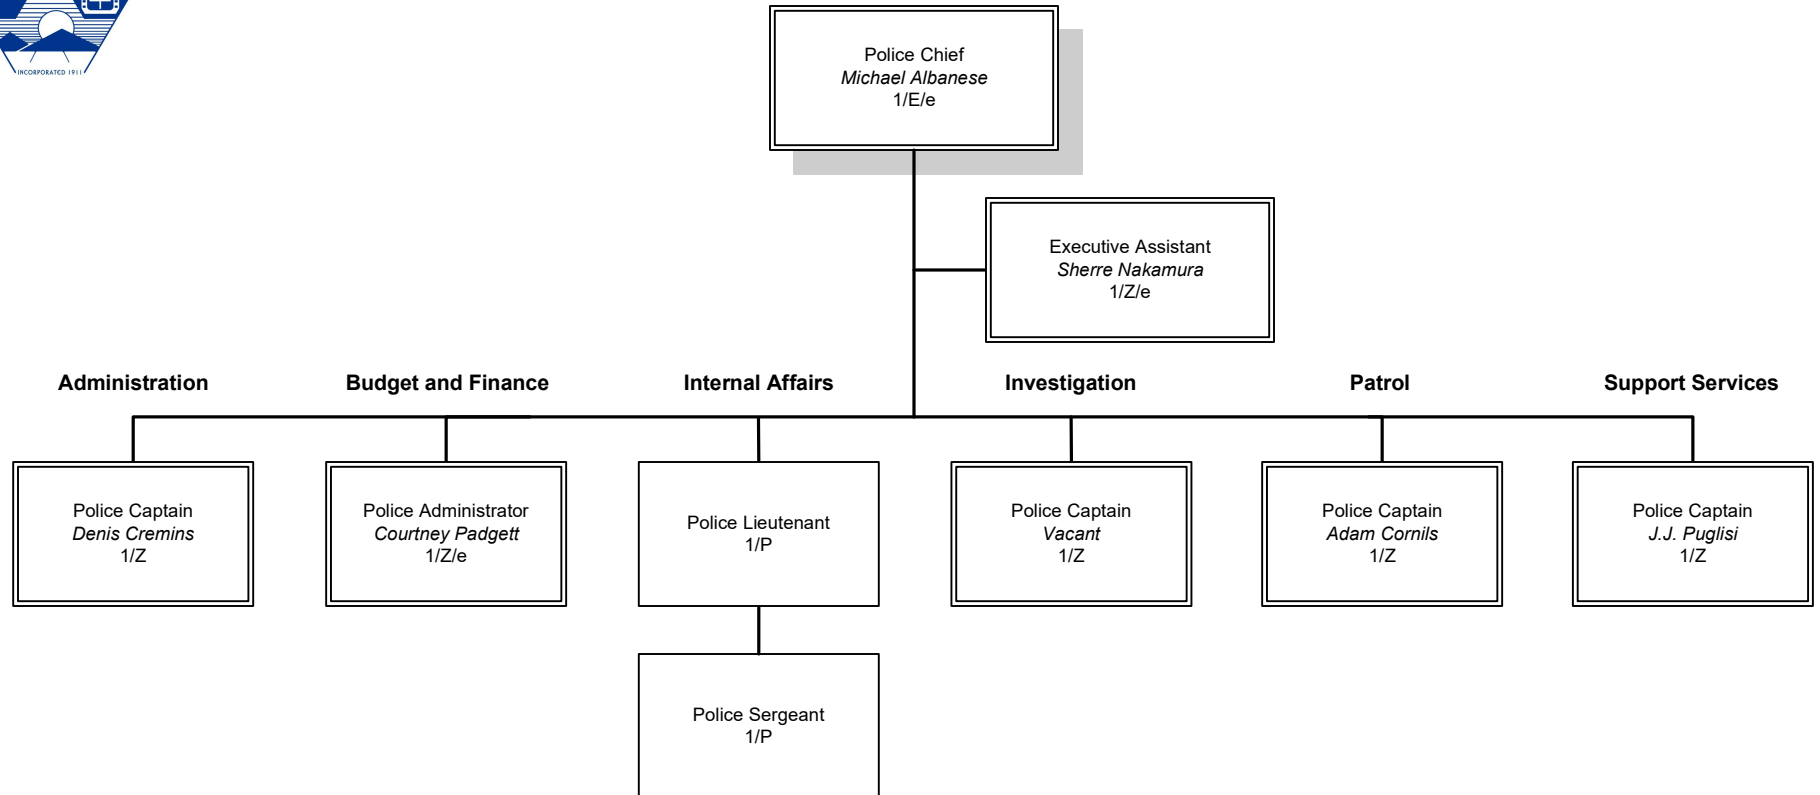 INCORPORATED 1911
Police Chief
Michael Albanese
1/E/e
Executive Assistant
Sherre Nakamura
1/Z/e
Administration
Budget and Finance
Internal Affairs
Investigation
Patrol
Support Services
Police Captain
Denis Cremins
1/Z
Police Administrator
Courtney Padgett
1/Z/e
Police Lieutenant
1/P
Police Captain
Vacant
1/Z
Police Captain
Adam Cornils
1/Z
Police Captain
J.J. Puglisi
1/Z
Police Sergeant
1/P